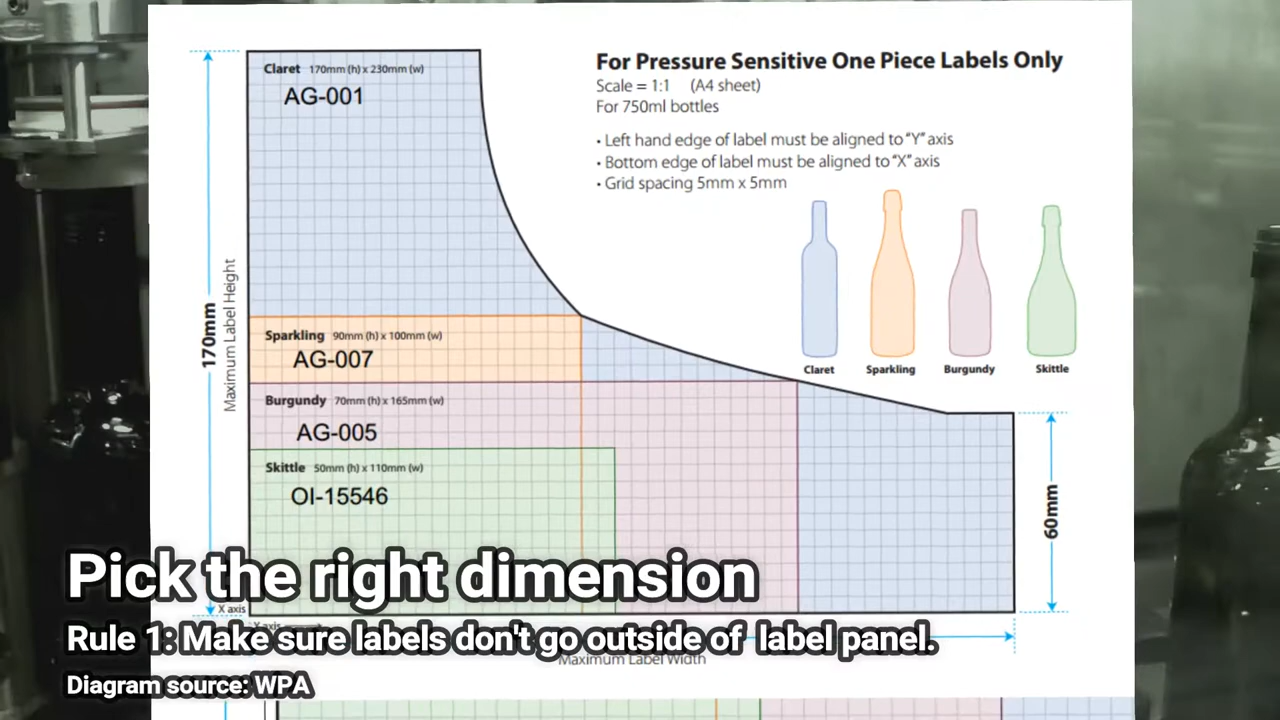 Claret 170mm (h) x 230mm (w)
AG-001
For Pressure Sensitive One Piece Labels Only
Scale = 1:1 (A4 sheet)
For 750ml bottles
• Left hand edge of label must be aligned to "Y" axis
• Bottom edge of label must be aligned to "X" axis
• Grid spacing 5mm x 5mm
170mm
Maximum Label Height
Sparkling 90mm (h) x 100mm (w)
AG-007
Claret
Sparkling
Burgundy
Skittle
Burgundy 70mm (h) x 165mm (w)
AG-005
Skittle 50mm (h) x 110mm (w)
OI-15546
60mm
Pick the right dimension
X axis
Rule 1: Make sure labels don't go outside of label panel.
Maximum Label Width
Diagram source: WPA